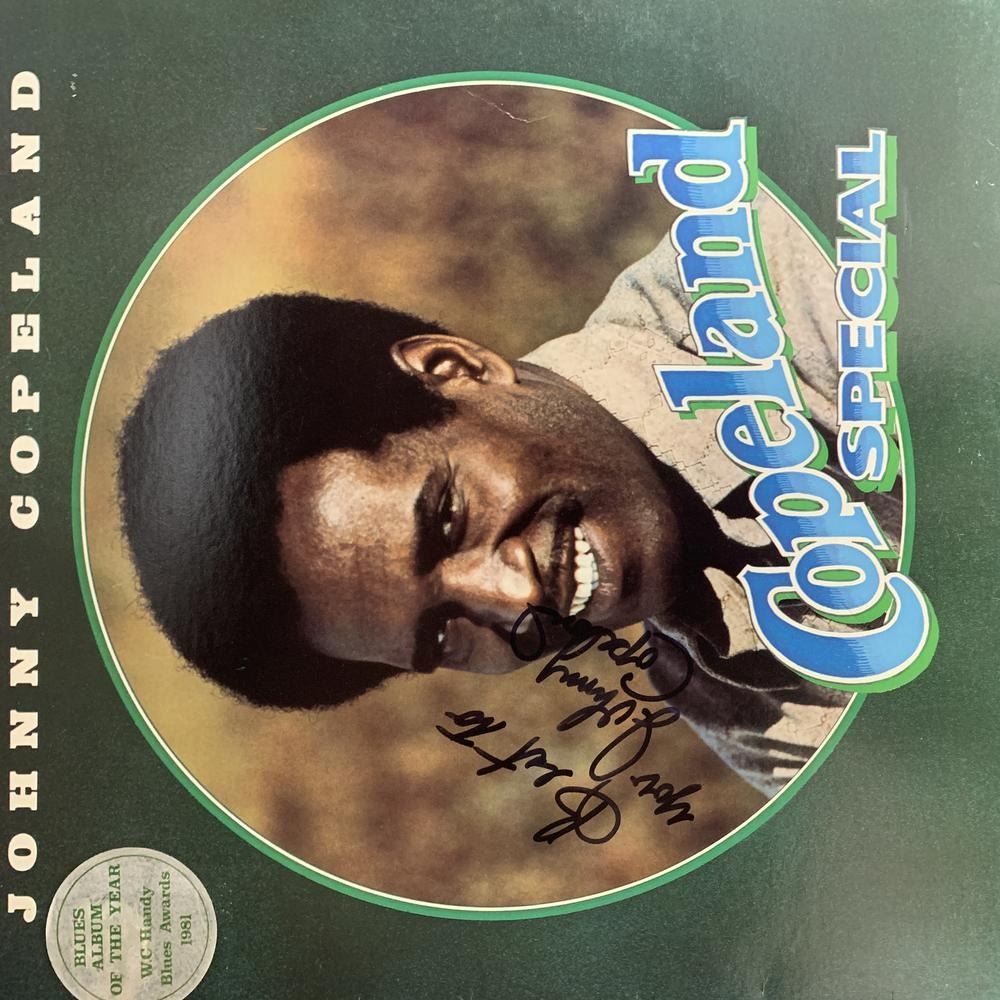 JOHNNY COPELAND
BLUES
ALBUM
OF THE YEAR
W.C Handy
Blues Awards
1981
Copeland
SPECIAL
Best To
You
Johnny
Copeland